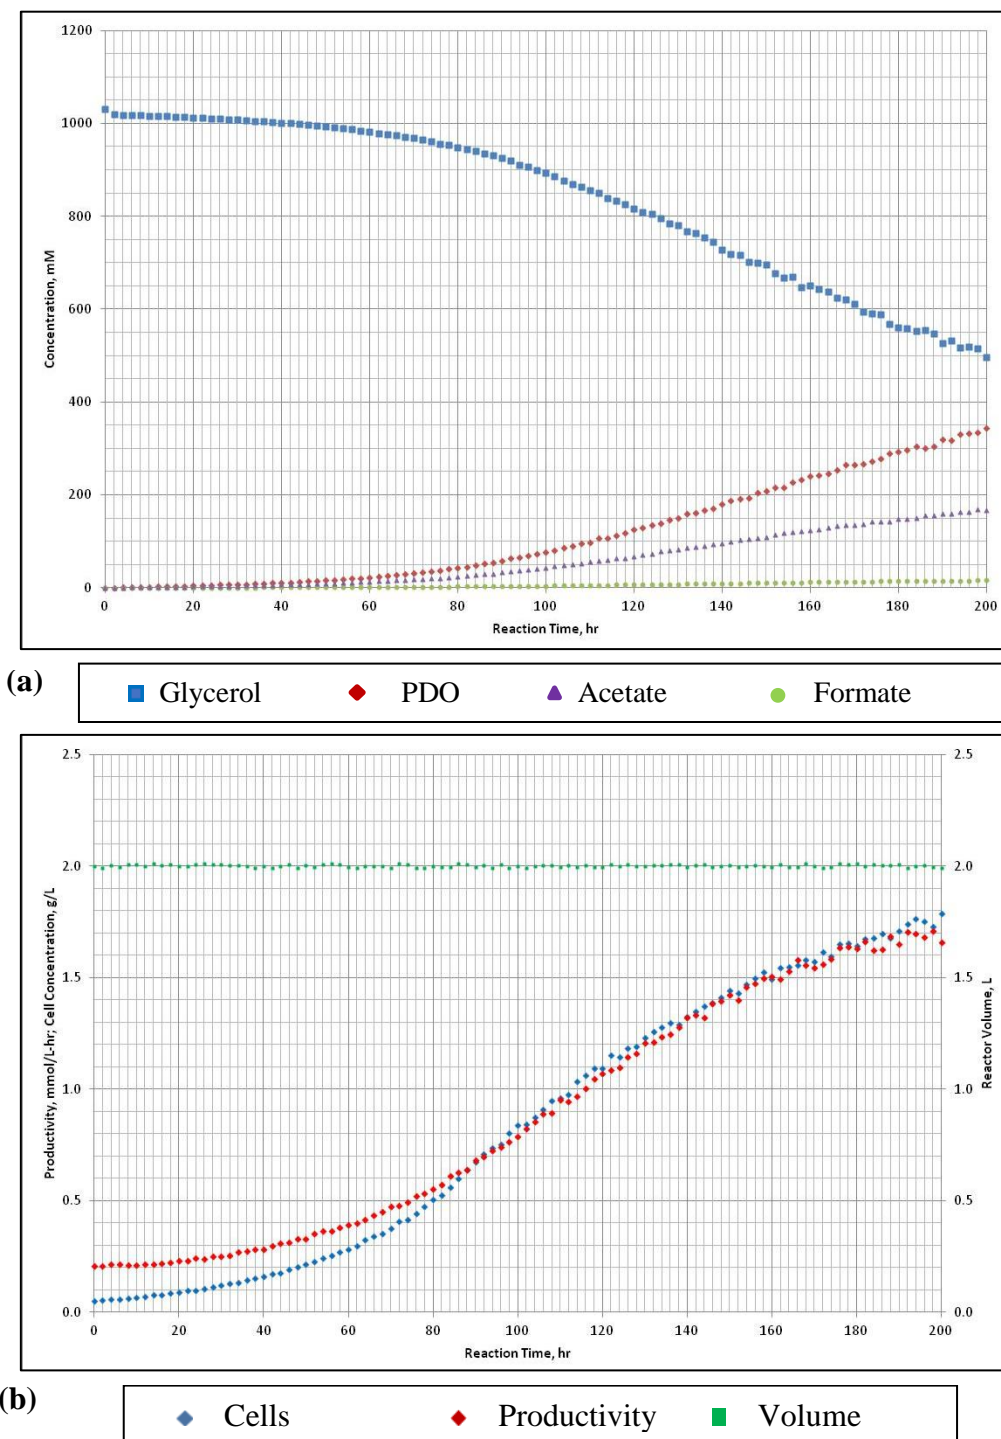 1200
1000
800
600
400
200
0
Concentration, mM
0 20 40 60 80 100 120 140 160 180 200
Reaction Time, hr
(a)
Glycerol PDO Acetate Formate
2.5 2.5
2.0 2.0
1.5 1.5
1.0 1.0
0.5 0.5
0.0 0.0
Productivity, mmol/L-hr; Cell Concentration, g/L
Reactor Volume, L
0 20 40 60 80 100 120 140 160 180 200
Reaction Time, hr
(b)
Cells Productivity Volume